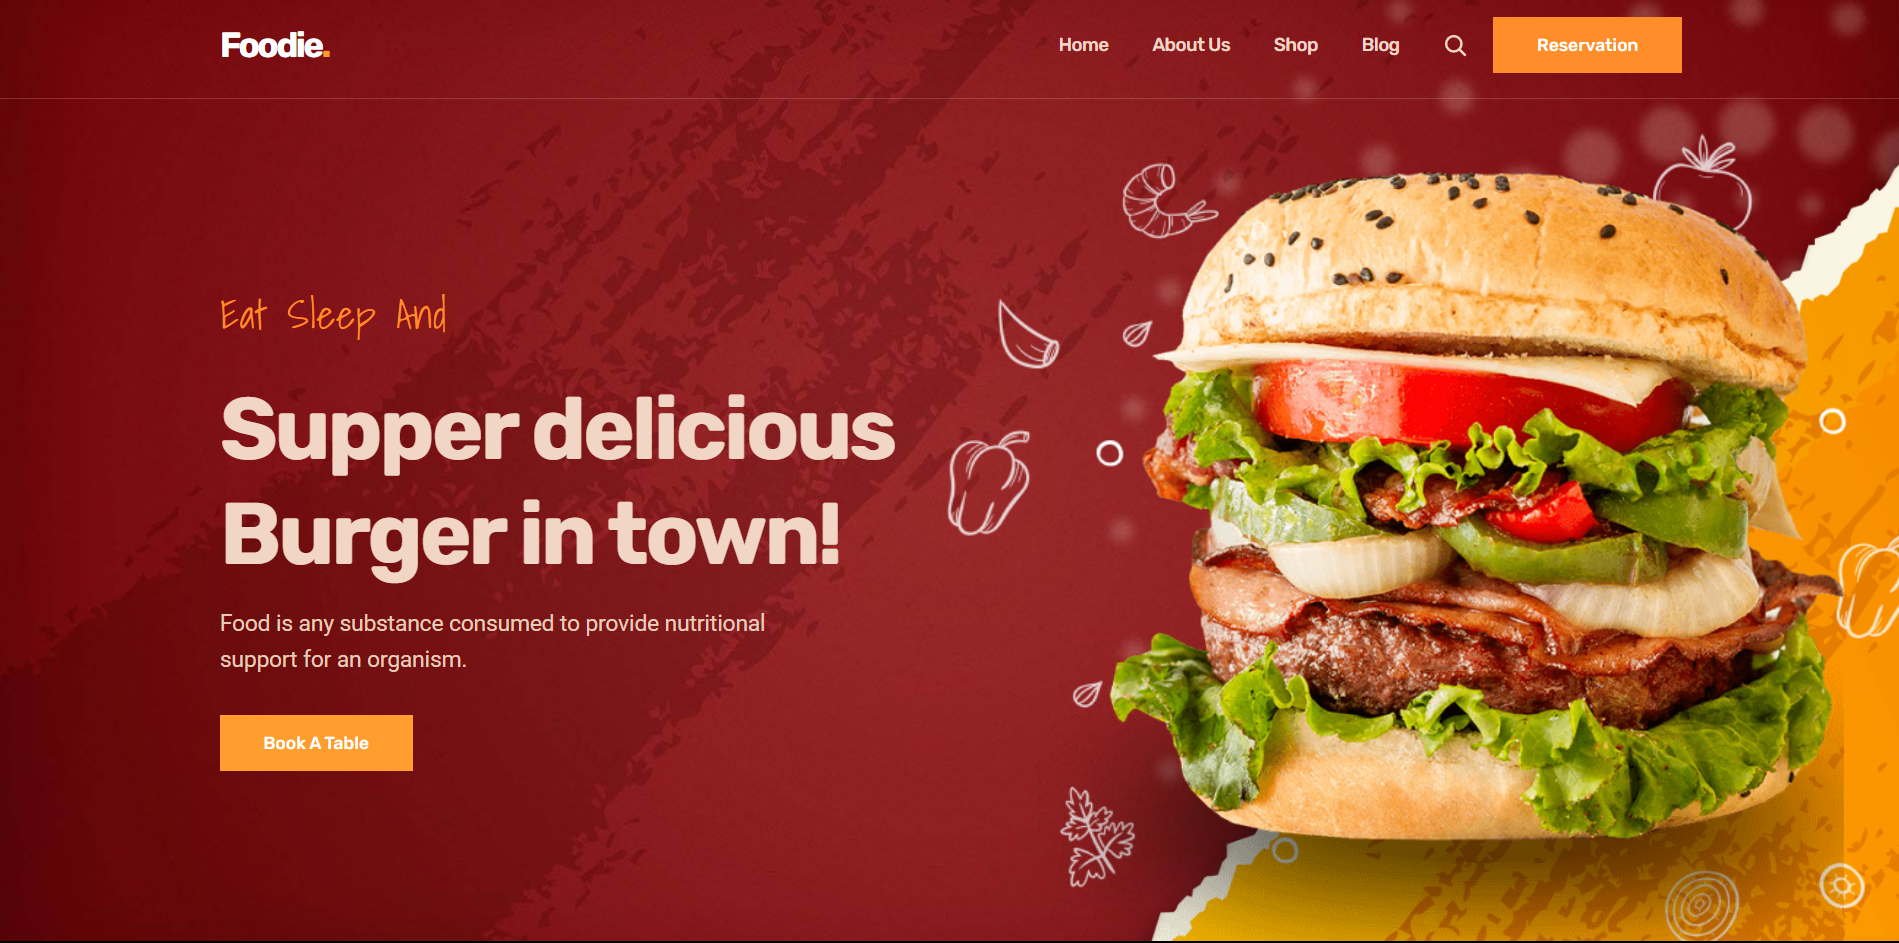 Foodie.
Home About Us Shop Blog Reservation
Eat Sleep And
Supper delicious
Burger in town!
Food is any substance consumed to provide nutritional
support for an organism.
Book A Table